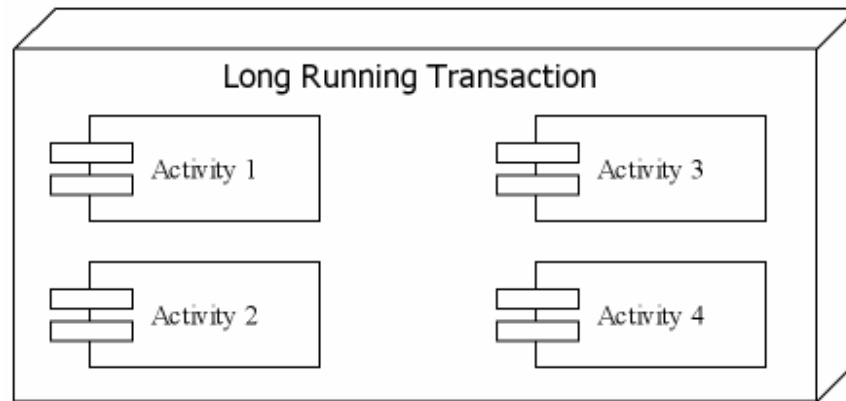 Long Running Transaction
Activity 1
Activity 3
Activity 2
Activity 4